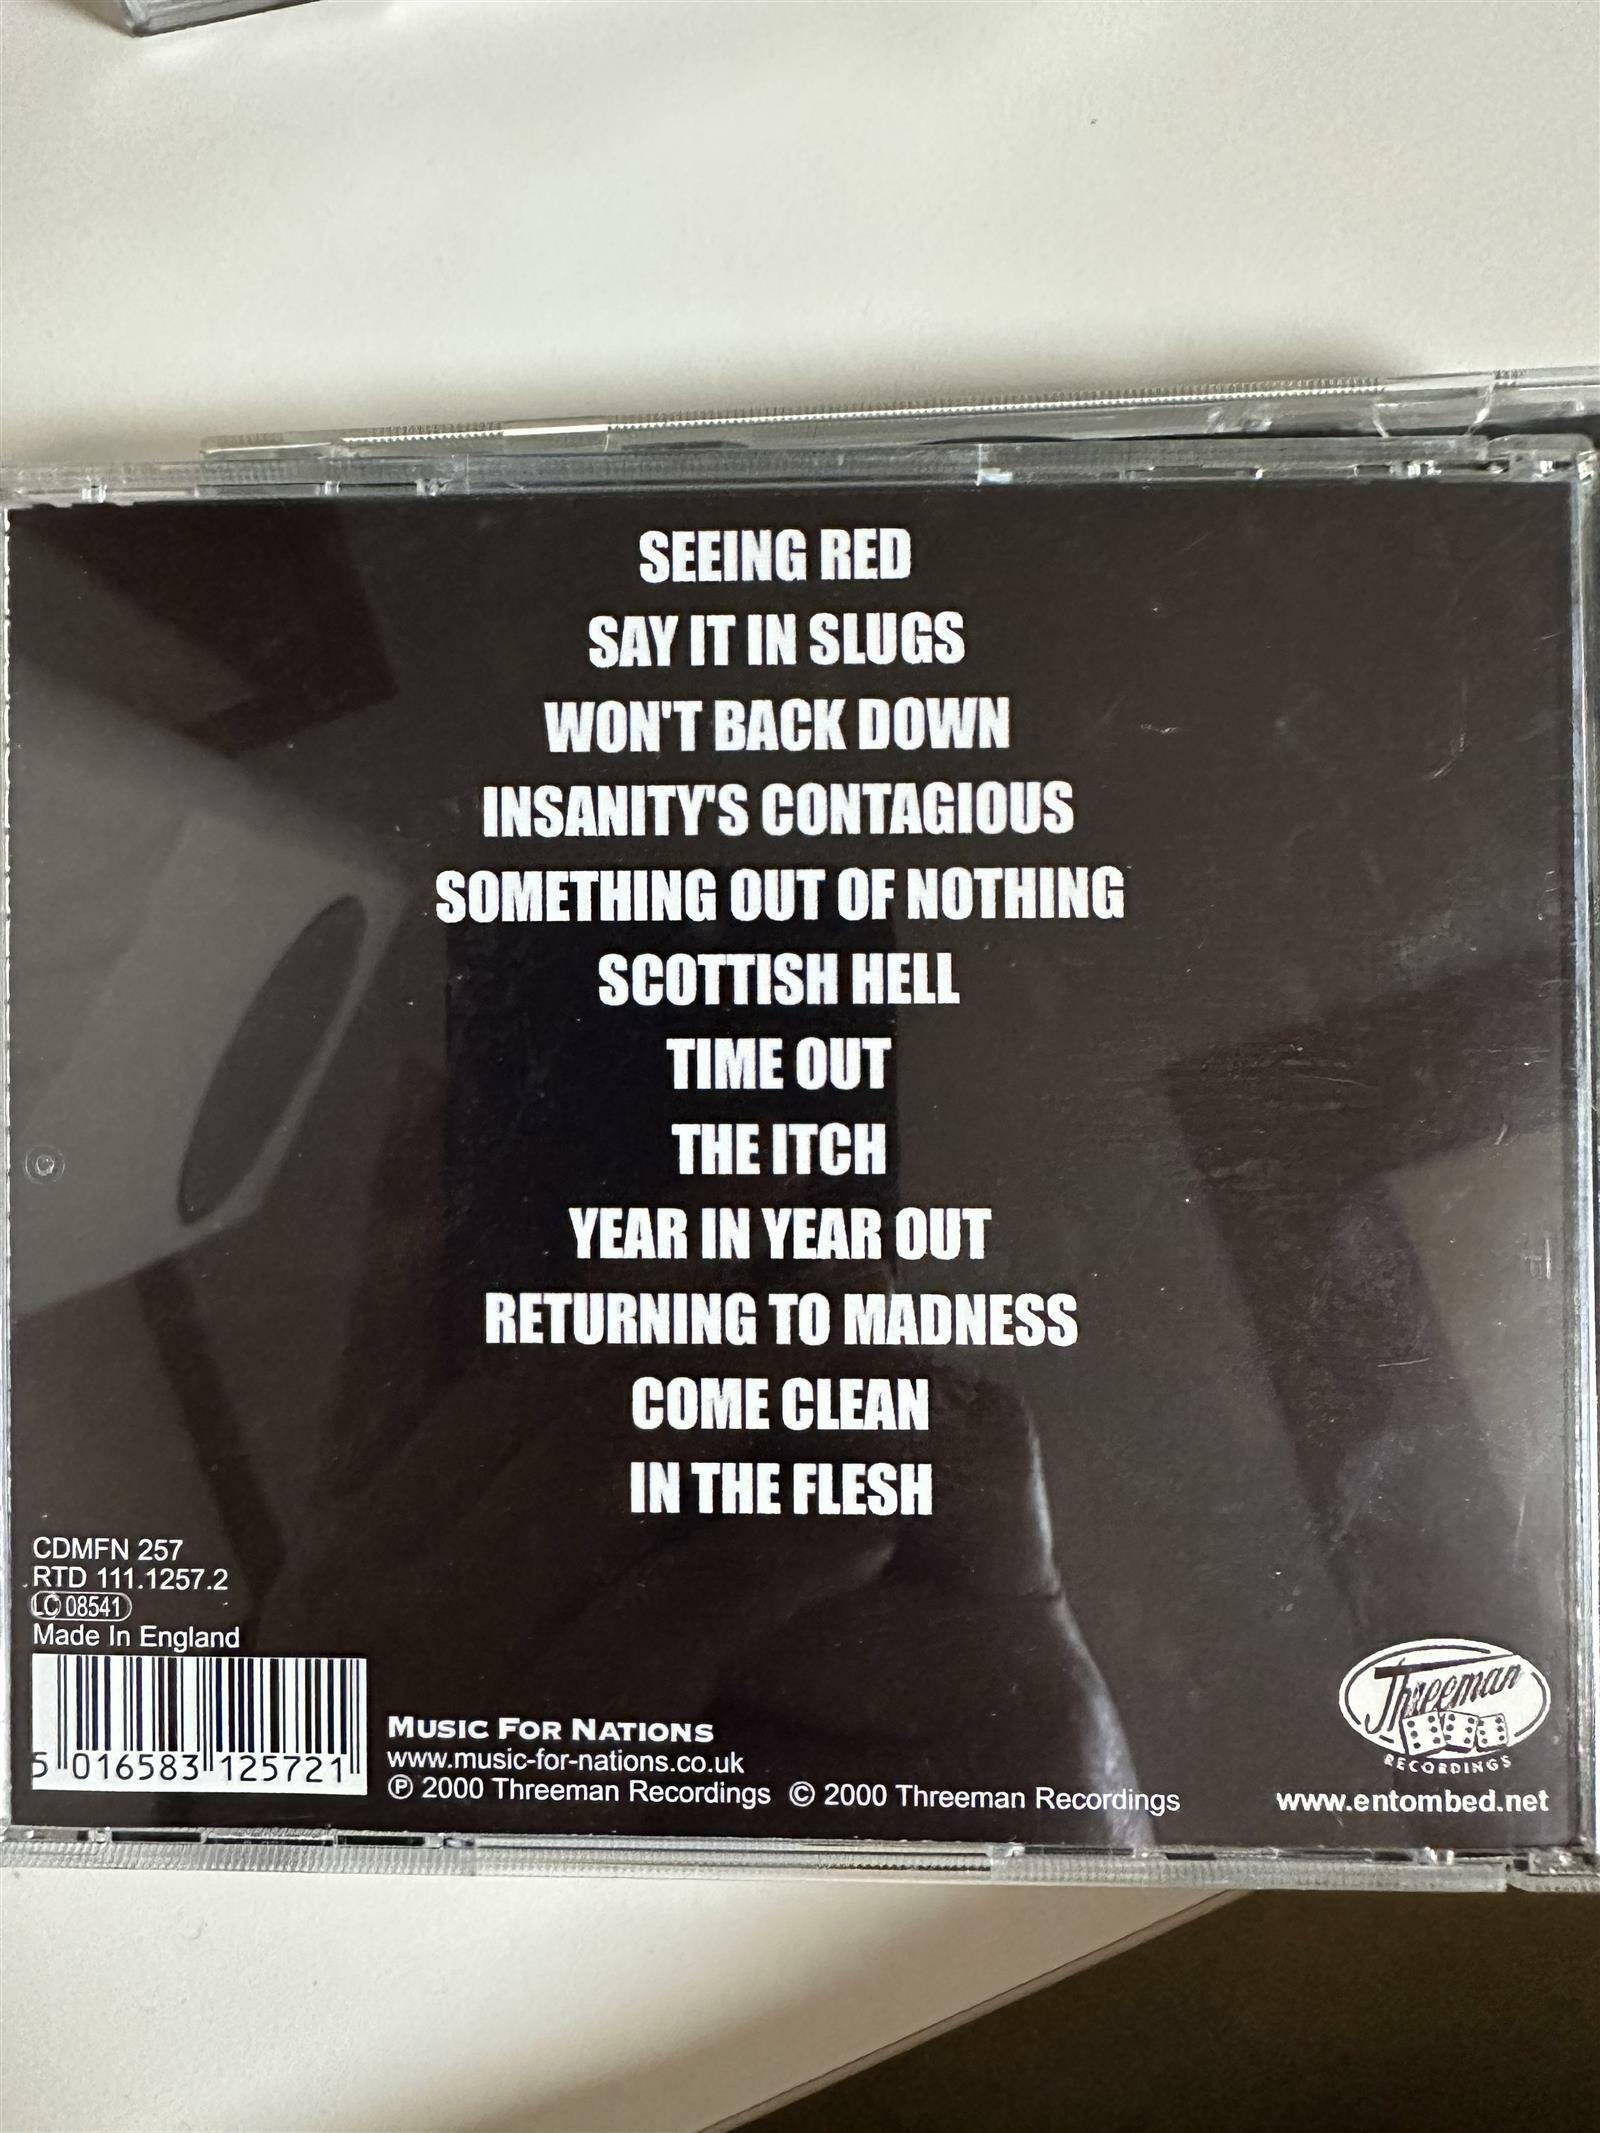 SEEING RED
SAY IT IN SLUGS
WON'T BACK DOWN
INSANITY'S CONTAGIOUS
SOMETHING OUT OF NOTHING
SCOTTISH HELL
TIME OUT
THE ITCH
YEAR IN YEAR OUT
RETURNING TO MADNESS
COME CLEAN
IN THE FLESH
CDMFN 257
RTD 111.1257.2
LC 08541
Made In England
5 016583 125721
MUSIC FOR NATIONS
www.music-for-nations.co.uk
℗ 2000 Threeman Recordings © 2000 Threeman Recordings
Threeman
RECORDINGS
www.entombed.net